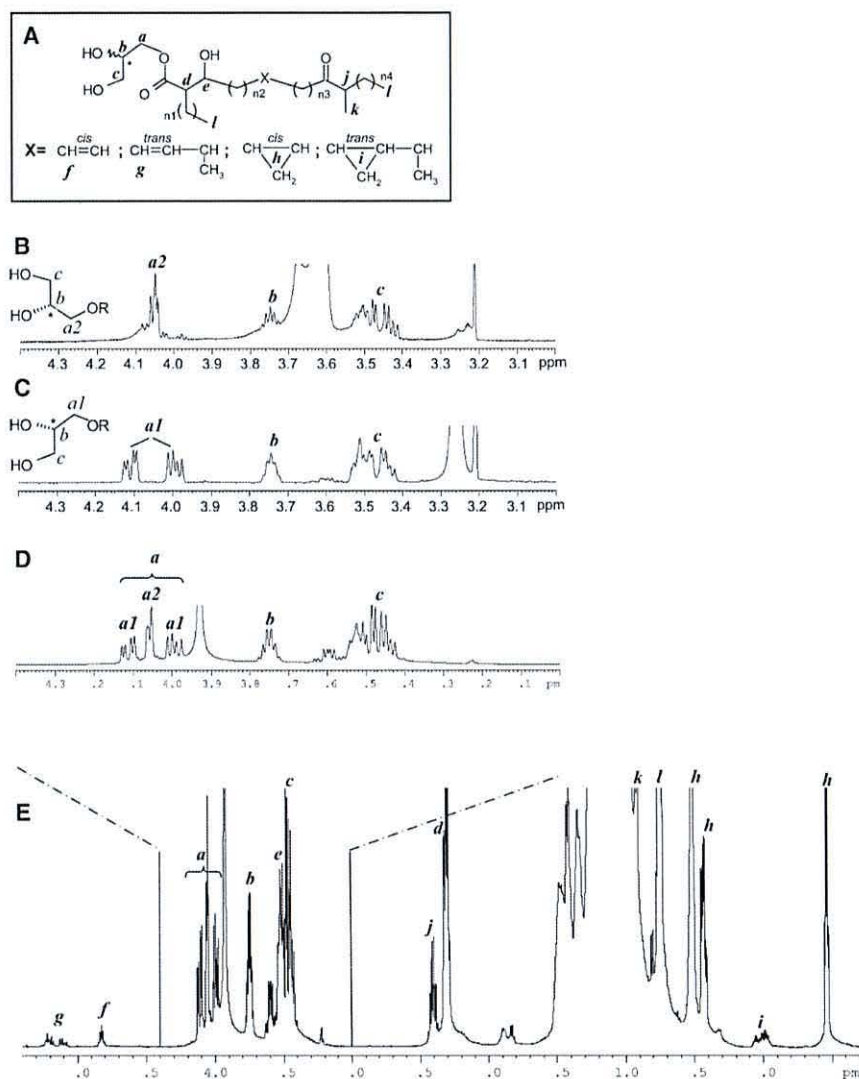 A
HO b a
* O OH O
c X j n4
HO O d e n2 n3 l
n1 l k
cis trans cis trans
X= CH=CH ; CH=CH–CH ; CH CH ; CH CH–CH
f g CH3 h CH2 i CH2 CH3
B
HO c a2 b c
HO b OR
* a2
4.3 4.2 4.1 4.0 3.9 3.8 3.7 3.6 3.5 3.4 3.3 3.2 3.1 ppm
C
a1 a1 b c
HO * OR
b
HO c
4.3 4.2 4.1 4.0 3.9 3.8 3.7 3.6 3.5 3.4 3.3 3.2 3.1 ppm
D
a
a2 c
a1 a1 b
4.3 .2 .1 4.0 3.9 3.8 3.7 .6 .5 .4 .3 .2 .1 pm
E
c k l h
d h h
a e
b
j
g f i
.0 .5 4.0 .5 .0 .5 .0 .5 1.0 .5 .0 pm